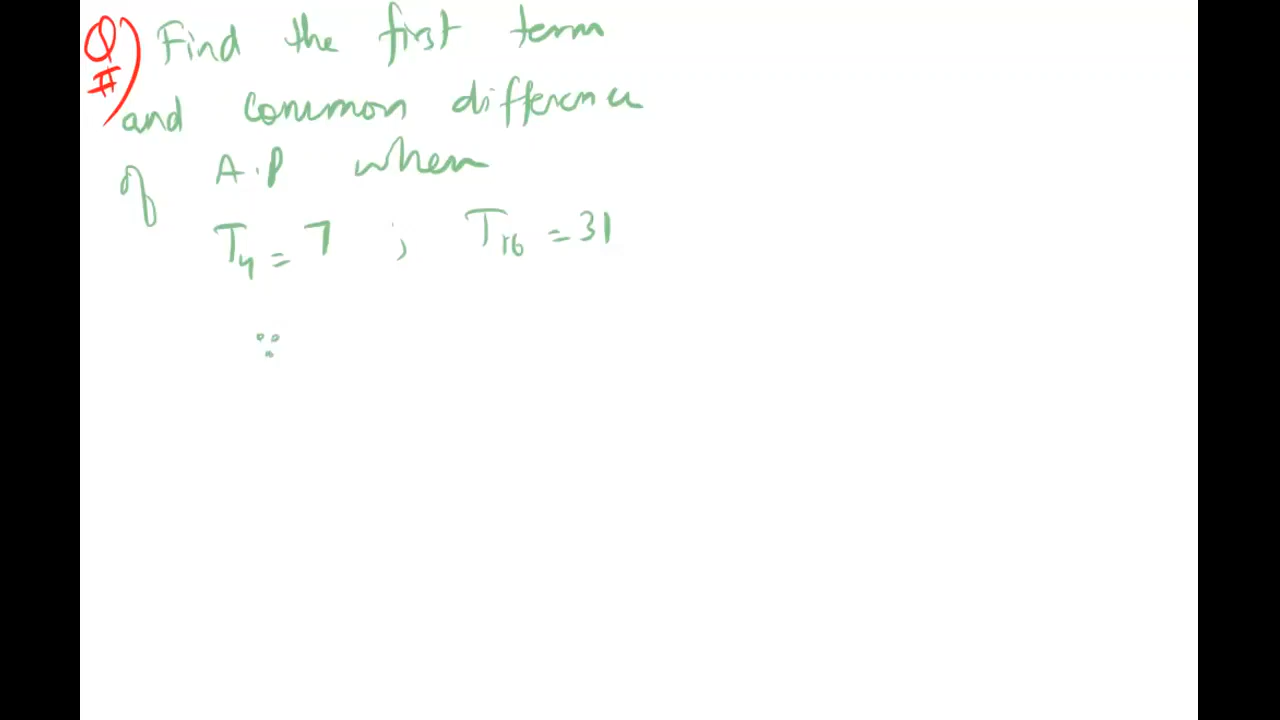 Q) Find the first term
# and common difference
of A.P when
T₄ = 7 ; T₁₆ = 31
∵